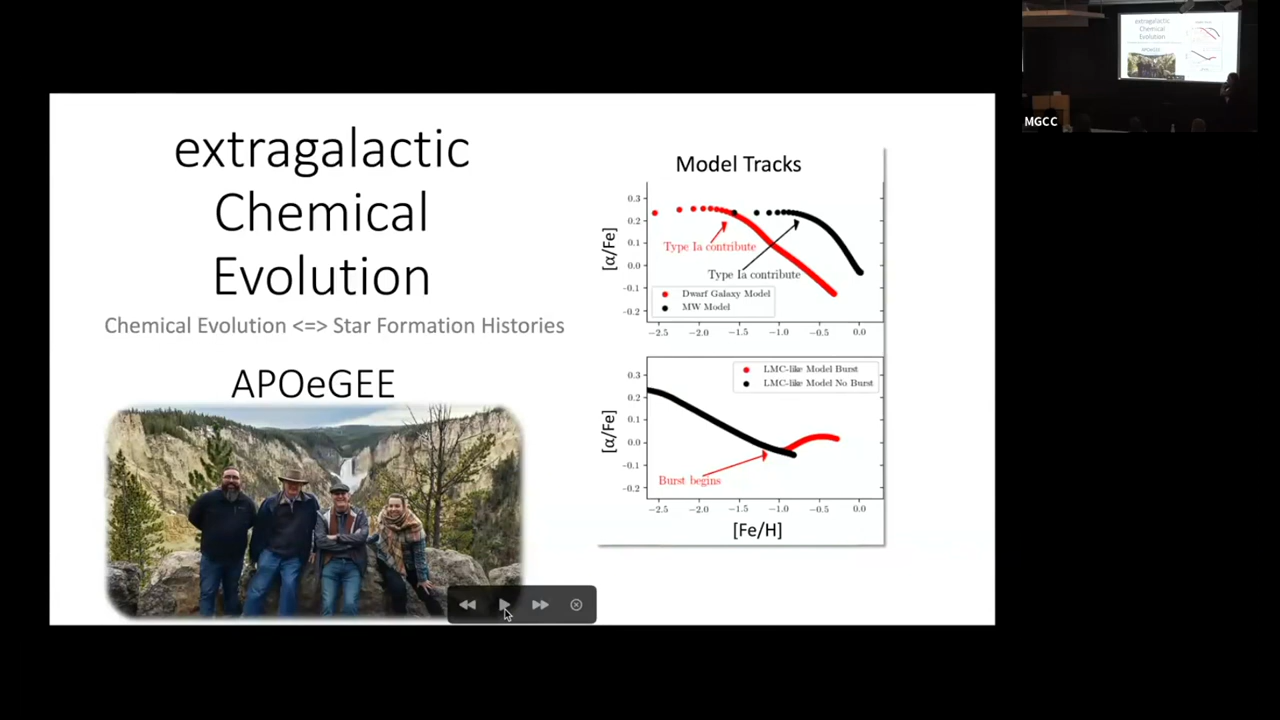 extragalactic
Chemical
Evolution
Chemical Evolution <=> Star Formation Histories
APOeGEE
Model Tracks
[α/Fe]
0.3
0.2
0.1
0.0
−0.1
−0.2
Type Ia contribute
Type Ia contribute
Dwarf Galaxy Model
MW Model
−2.5 −2.0 −1.5 −1.0 −0.5 0.0
[α/Fe]
0.3
0.2
0.1
0.0
−0.1
−0.2
LMC-like Model Burst
LMC-like Model No Burst
Burst begins
−2.5 −2.0 −1.5 −1.0 −0.5 0.0
[Fe/H]
extragalactic
Chemical
Evolution
APOeGEE
MGCC